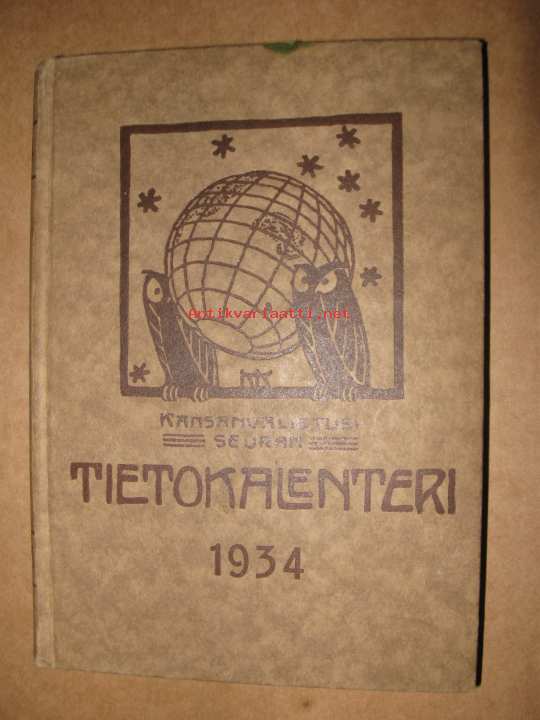 Antikvariaatti.net
KANSANVALISTUS-
SEURAN
TIETOKALENTERI
1934